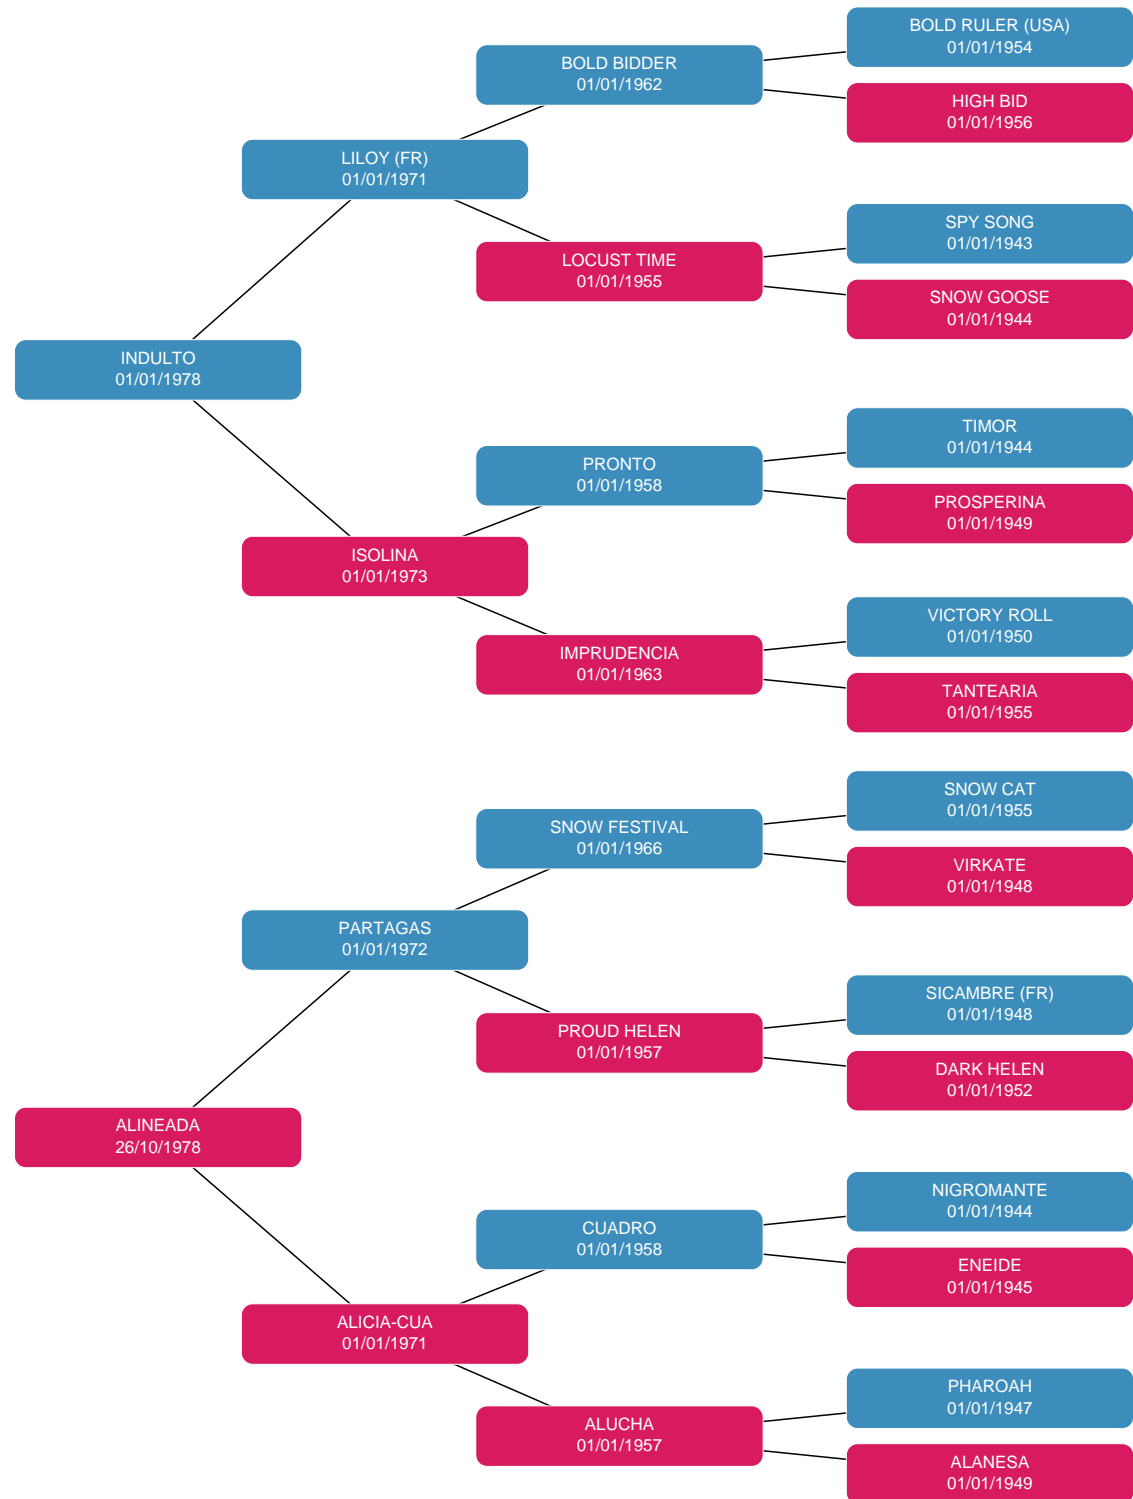 BOLD RULER (USA)
01/01/1954
BOLD BIDDER
01/01/1962
HIGH BID
01/01/1956
LILOY (FR)
01/01/1971
SPY SONG
01/01/1943
LOCUST TIME
01/01/1955
SNOW GOOSE
01/01/1944
INDULTO
01/01/1978
TIMOR
01/01/1944
PRONTO
01/01/1958
PROSPERINA
01/01/1949
ISOLINA
01/01/1973
VICTORY ROLL
01/01/1950
IMPRUDENCIA
01/01/1963
TANTEARIA
01/01/1955
SNOW CAT
01/01/1955
SNOW FESTIVAL
01/01/1966
VIRKATE
01/01/1948
PARTAGAS
01/01/1972
SICAMBRE (FR)
01/01/1948
PROUD HELEN
01/01/1957
DARK HELEN
01/01/1952
ALINEADA
26/10/1978
NIGROMANTE
01/01/1944
CUADRO
01/01/1958
ENEIDE
01/01/1945
ALICIA-CUA
01/01/1971
PHAROAH
01/01/1947
ALUCHA
01/01/1957
ALANESA
01/01/1949